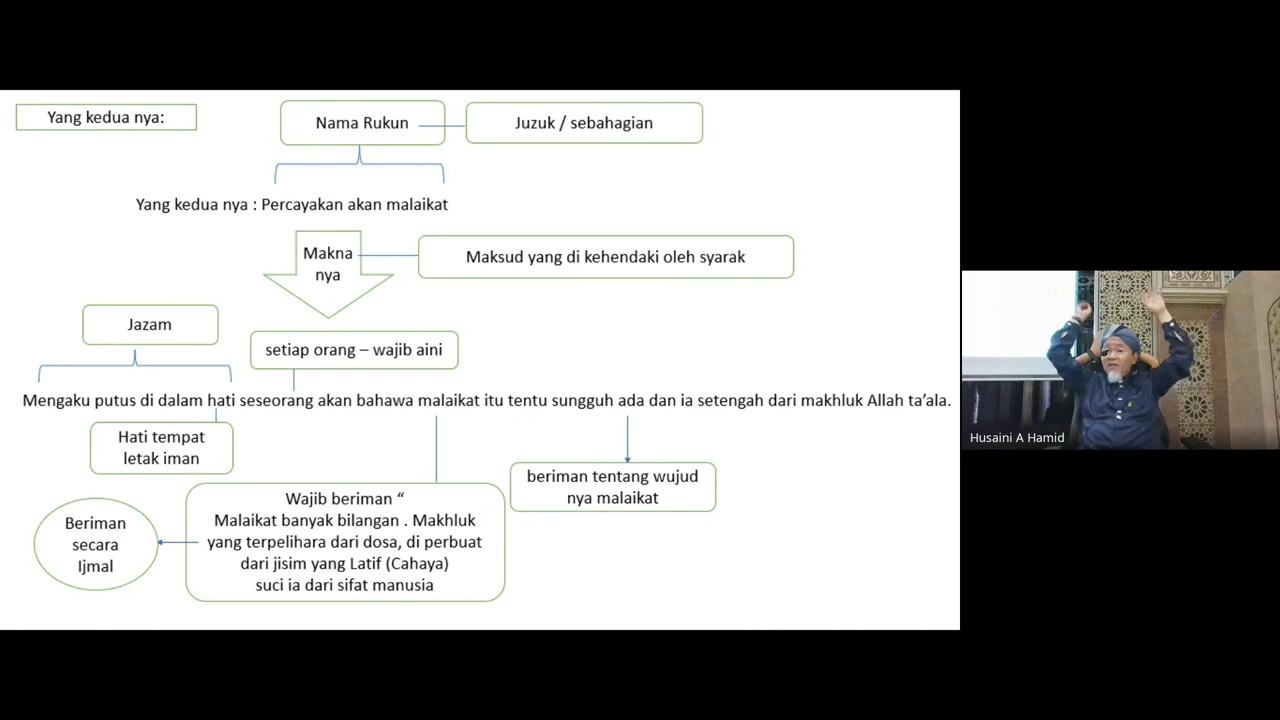 Yang kedua nya:
Nama Rukun
Juzuk / sebahagian
Yang kedua nya : Percayakan akan malaikat
Makna
nya
Maksud yang di kehendaki oleh syarak
Jazam
setiap orang – wajib aini
Mengaku putus di dalam hati seseorang akan bahawa malaikat itu tentu sungguh ada dan ia setengah dari makhluk Allah ta’ala.
Hati tempat
letak iman
beriman tentang wujud
nya malaikat
Wajib beriman “
Malaikat banyak bilangan . Makhluk
yang terpelihara dari dosa, di perbuat
dari jisim yang Latif (Cahaya)
suci ia dari sifat manusia
Beriman
secara
Ijmal
Husaini A Hamid